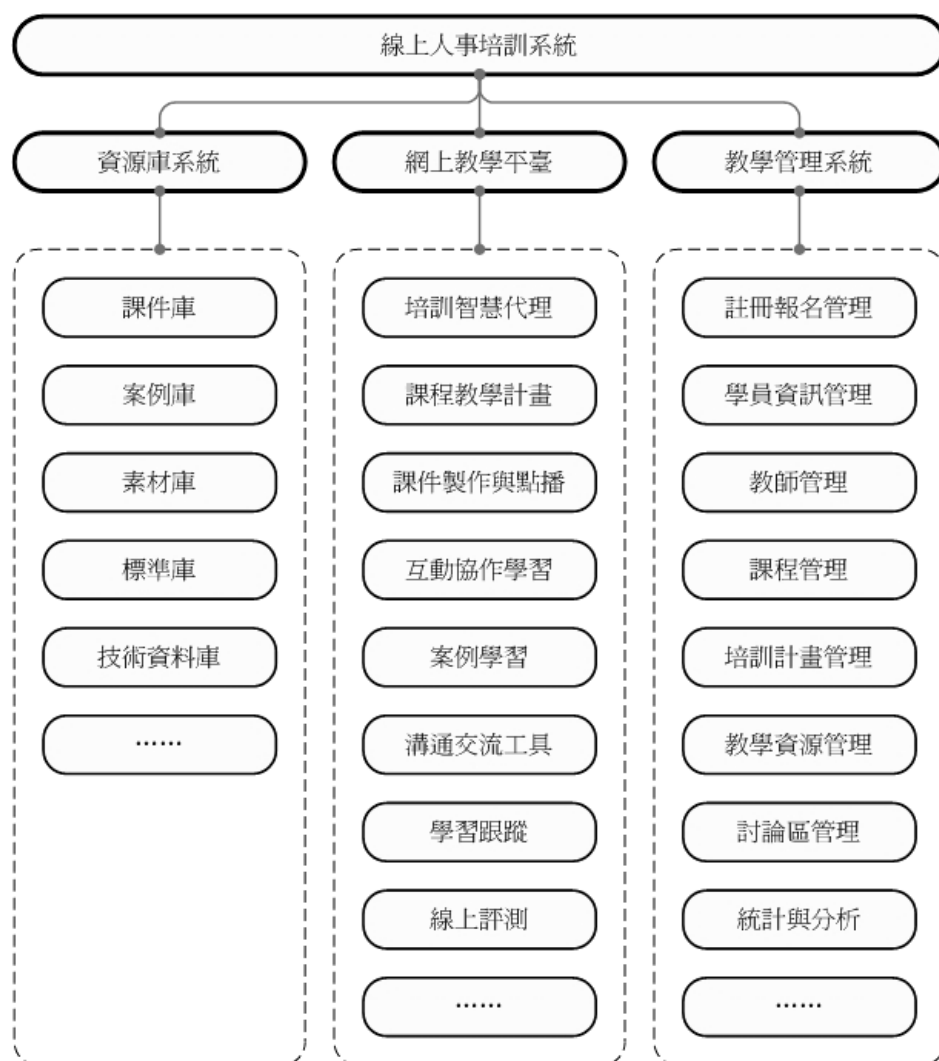 線上人事培訓系統
資源庫系統
網上教學平臺
教學管理系統
課件庫
案例庫
素材庫
標準庫
技術資料庫
……
培訓智慧代理
課程教學計畫
課件製作與點播
互動協作學習
案例學習
溝通交流工具
學習跟蹤
線上評測
……
註冊報名管理
學員資訊管理
教師管理
課程管理
培訓計畫管理
教學資源管理
討論區管理
統計與分析
……